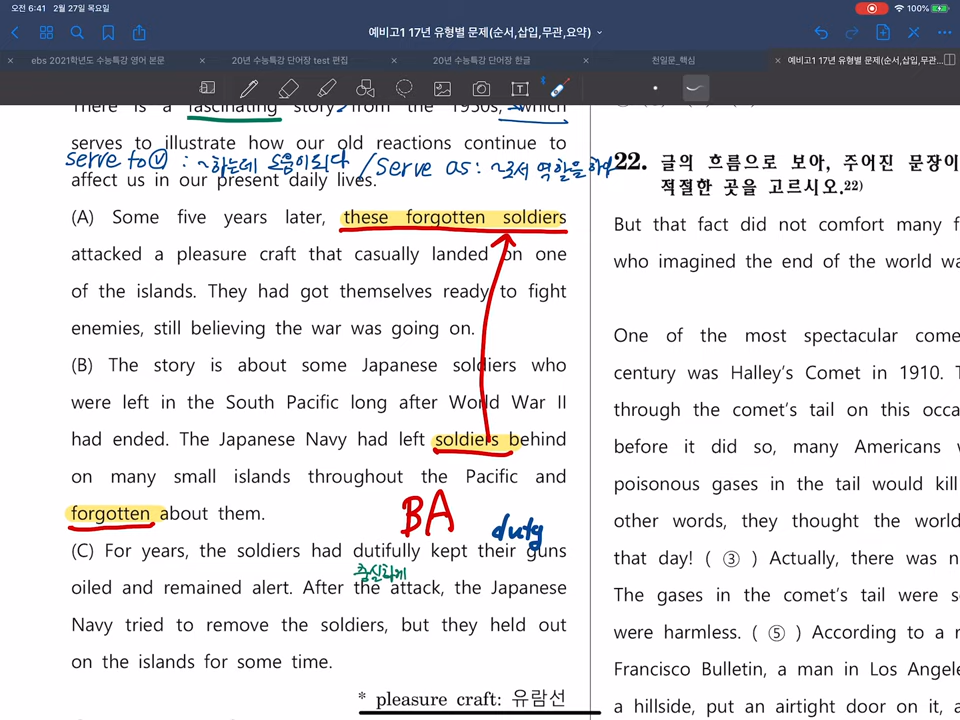 오전 6:41 2월 27일 목요일
100%
예비고1 17년 유형별 문제(순서,삽입,무관,요약)
ebs 2021학년도 수능특강 영어 본문
20년 수능특강 단어장 test 편집
20년 수능특강 단어장 한글
천일문_핵심
예비고1 17년 유형별 문제(순서,삽입,무관,...
There is a fascinating story from the 1950s, which
serves to illustrate how our old reactions continue to
serve to ⓥ : ~하는데 도움이되다 / serve as : ~로서 역할을 하다
affect us in our present daily lives.
(A) Some five years later, these forgotten soldiers
attacked a pleasure craft that casually landed on one
of the islands. They had got themselves ready to fight
enemies, still believing the war was going on.
(B) The story is about some Japanese soldiers who
were left in the South Pacific long after World War II
had ended. The Japanese Navy had left soldiers behind
on many small islands throughout the Pacific and
forgotten about them.
BA
duty
(C) For years, the soldiers had dutifully kept their guns
충실하게
oiled and remained alert. After the attack, the Japanese
Navy tried to remove the soldiers, but they held out
on the islands for some time.
* pleasure craft: 유람선
22. 글의 흐름으로 보아, 주어진 문장이
적절한 곳을 고르시오.22)
But that fact did not comfort many
who imagined the end of the world
One of the most spectacular
century was Halley's Comet in 1910.
through the comet's tail on this
before it did so, many Americans
poisonous gases in the tail would kill
other words, they thought the world
that day! ( ③ ) Actually, there was
The gases in the comet's tail were
were harmless. ( ⑤ ) According to a
Francisco Bulletin, a man in Los
a hillside, put an airtight door on it,